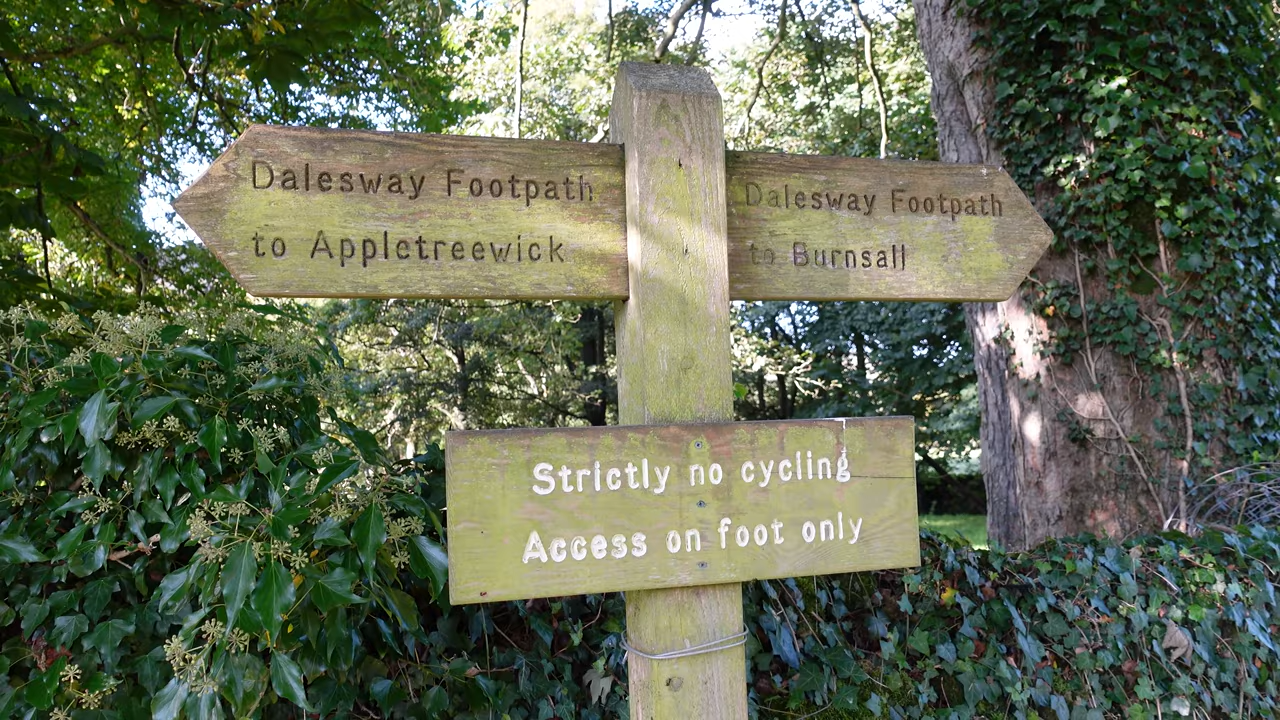 Dalesway Footpath
to Appletreewick
Dalesway Footpath
to Burnsall
Strictly no cycling
Access on foot only